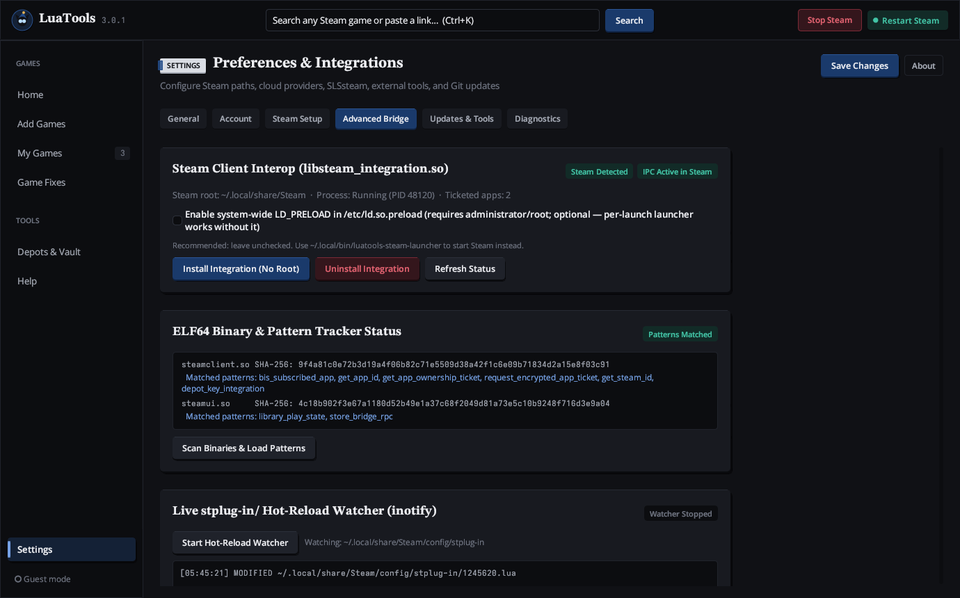 LuaTools 3.0.1
Search any Steam game or paste a link... (Ctrl+K)
Search
Stop Steam
Restart Steam
GAMES
Home
Add Games
My Games
3
Game Fixes
TOOLS
Depots & Vault
Help
Settings
Guest mode
SETTINGS
Preferences & Integrations
Configure Steam paths, cloud providers, SLSsteam, external tools, and Git updates
Save Changes
About
General
Account
Steam Setup
Advanced Bridge
Updates & Tools
Diagnostics
Steam Client Interop (libsteam_integration.so)
Steam Detected
IPC Active in Steam
Steam root: ~/.local/share/Steam · Process: Running (PID 48120) · Ticketed apps: 2
Enable system-wide LD_PRELOAD in /etc/ld.so.preload (requires administrator/root; optional — per-launch launcher
works without it)
Recommended: leave unchecked. Use ~/.local/bin/luatools-steam-launcher to start Steam instead.
Install Integration (No Root)
Uninstall Integration
Refresh Status
ELF64 Binary & Pattern Tracker Status
Patterns Matched
steamclient.so SHA-256: 9f4a81c0e72b3d19a4f06b82c71e5509d38a42f1c6e09b71834d2a15e8f03c91
Matched patterns: bis_subscribed_app, get_app_id, get_app_ownership_ticket, request_encrypted_app_ticket, get_steam_id,
depot_key_integration
steamui.so SHA-256: 4c18b902f3e67a1180d52b49e1a37c68f2049d81a73e5c10b9248f716d3e9a04
Matched patterns: library_play_state, store_bridge_rpc
Scan Binaries & Load Patterns
Live stplug-in/ Hot-Reload Watcher (inotify)
Watcher Stopped
Start Hot-Reload Watcher
Watching: ~/.local/share/Steam/config/stplug-in
[05:45:21] MODIFIED ~/.local/share/Steam/config/stplug-in/1245620.lua